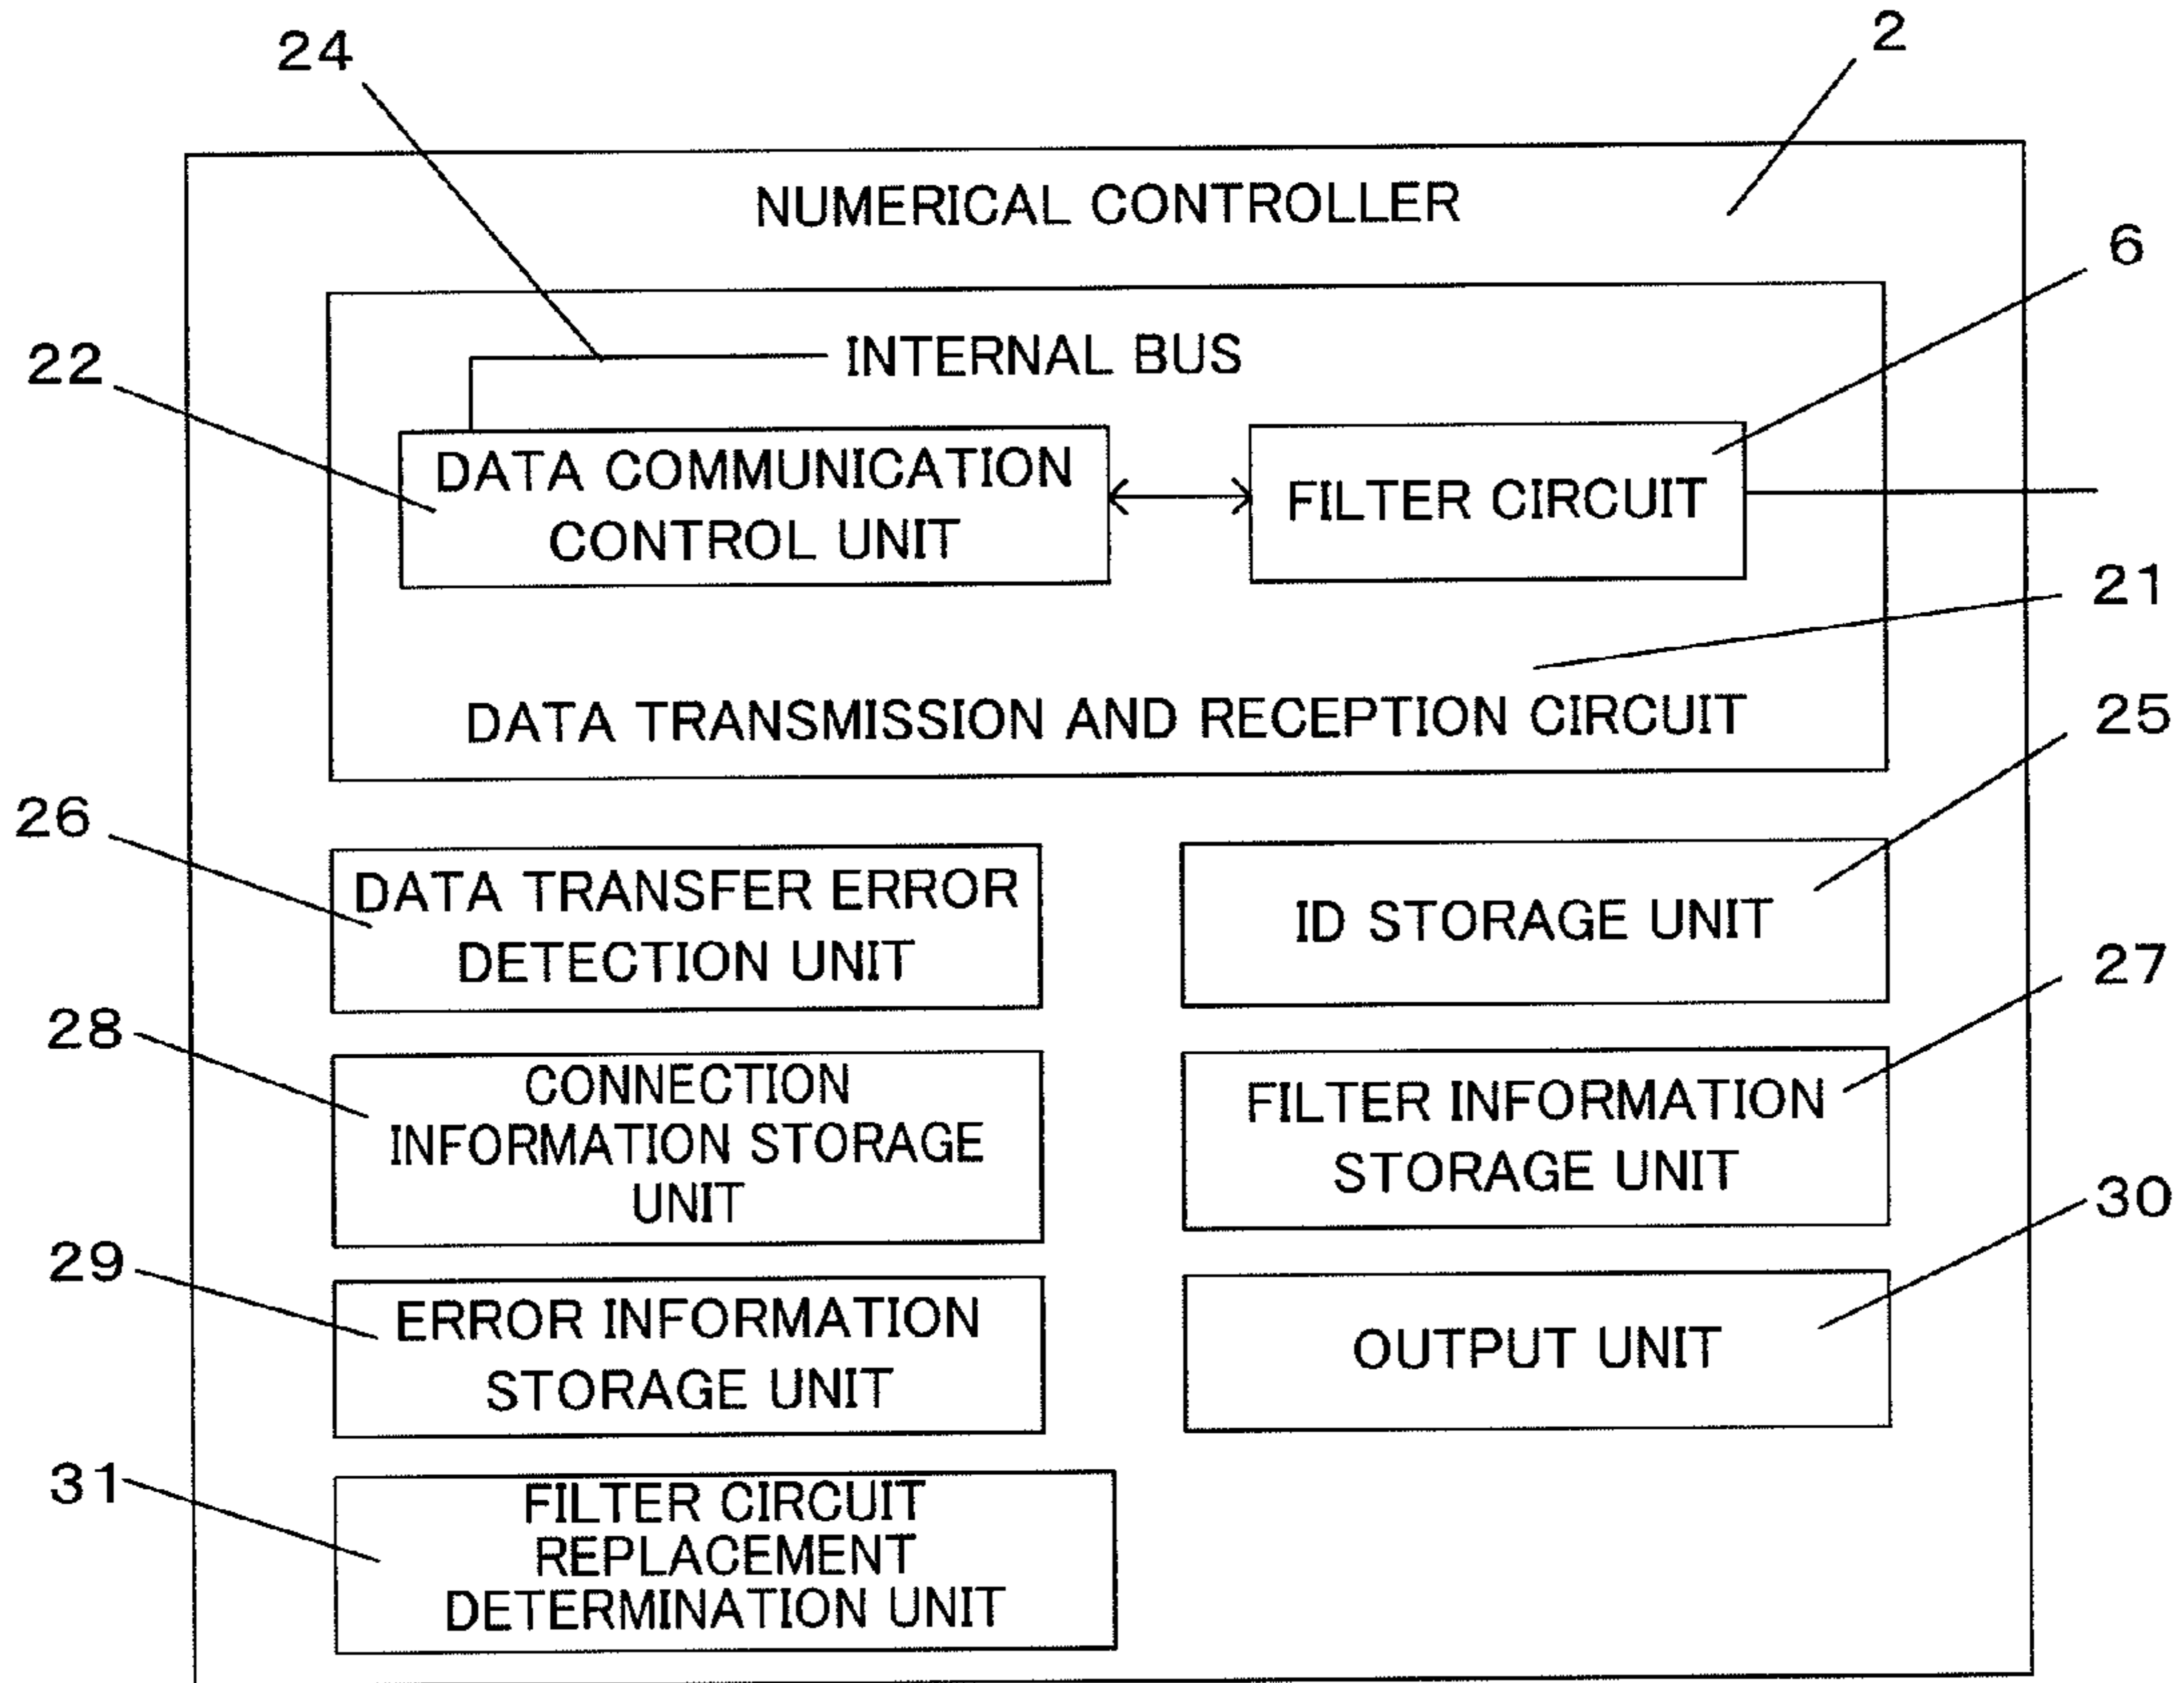 24
2
NUMERICAL CONTROLLER
6
INTERNAL BUS
22
DATA COMMUNICATION
CONTROL UNIT
FILTER CIRCUIT
21
DATA TRANSMISSION AND RECEPTION CIRCUIT
25
26
DATA TRANSFER ERROR
DETECTION UNIT
ID STORAGE UNIT
27
28
CONNECTION
INFORMATION STORAGE
UNIT
FILTER INFORMATION
STORAGE UNIT
30
29
ERROR INFORMATION
STORAGE UNIT
OUTPUT UNIT
31
FILTER CIRCUIT
REPLACEMENT
DETERMINATION UNIT